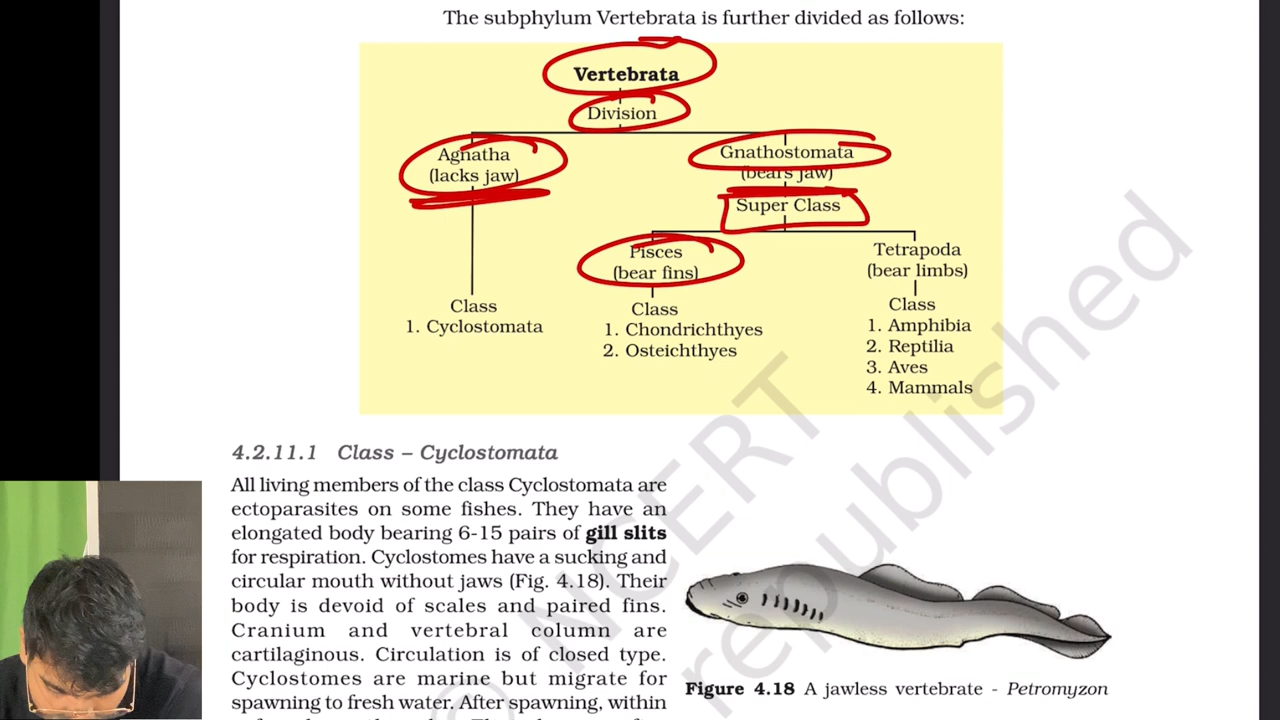 The subphylum Vertebrata is further divided as follows:
Vertebrata
Division
Agnatha
(lacks jaw)
Gnathostomata
(bears jaw)
Super Class
Pisces
(bear fins)
Tetrapoda
(bear limbs)
Class
1. Cyclostomata
Class
1. Chondrichthyes
2. Osteichthyes
Class
1. Amphibia
2. Reptilia
3. Aves
4. Mammals
4.2.11.1 Class – Cyclostomata
All living members of the class Cyclostomata are
ectoparasites on some fishes. They have an
elongated body bearing 6-15 pairs of gill slits
for respiration. Cyclostomes have a sucking and
circular mouth without jaws (Fig. 4.18). Their
body is devoid of scales and paired fins.
Cranium and vertebral column are
cartilaginous. Circulation is of closed type.
Cyclostomes are marine but migrate for
spawning to fresh water. After spawning, within
Figure 4.18 A jawless vertebrate - Petromyzon
© NCERT
republished